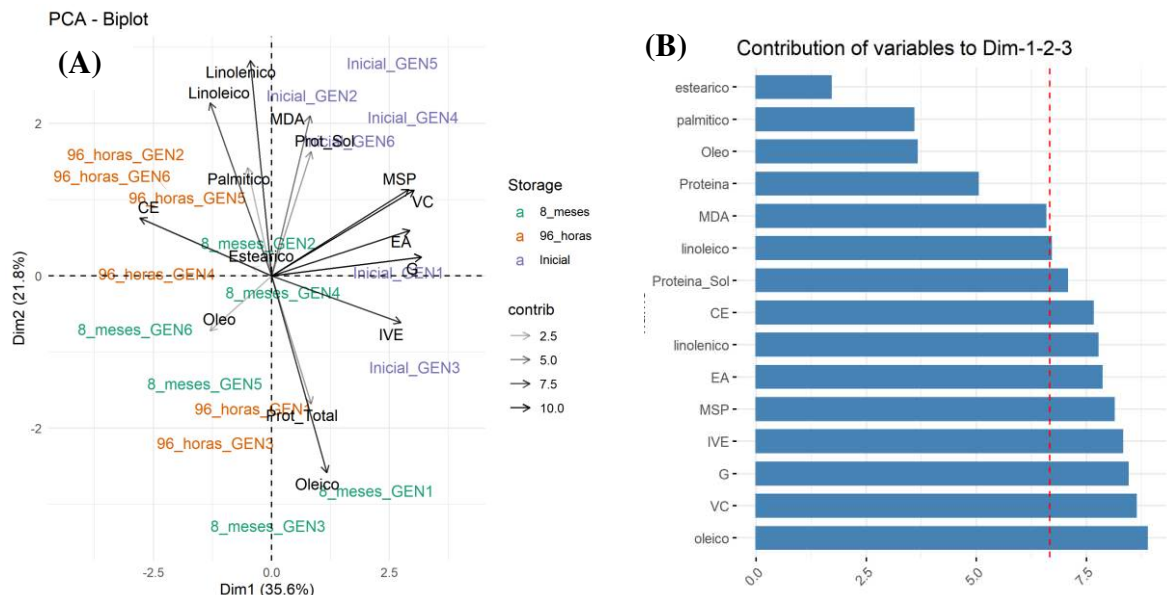 PCA - Biplot
(A)
Linolenico
Linoleico
Inicial_GEN5
Inicial_GEN2
MDA
Inicial_GEN4
Prot_Sol
Inicial_GEN6
96_horas_GEN2
96_horas_GEN6
Palmitico
MSP
96_horas_GEN5
VC
CE
8_meses_GEN2
EA
Estearico
96_horas_GEN4
Inicial_GEN1
G
8_meses_GEN4
Oleo
8_meses_GEN6
IVE
Inicial_GEN3
8_meses_GEN5
96_horas_GEN1
Prot_Total
96_horas_GEN3
Oleico
8_meses_GEN1
8_meses_GEN3
2
0
-2
Dim2 (21.8%)
-2.5
0.0
2.5
Dim1 (35.6%)
Storage
a 8_meses
a 96_horas
a Inicial
contrib
2.5
5.0
7.5
10.0
(B)
Contribution of variables to Dim-1-2-3
estearico
palmitico
Oleo
Proteina
MDA
linoleico
Proteina_Sol
CE
linolenico
EA
MSP
IVE
G
VC
oleico
0.0
2.5
5.0
7.5